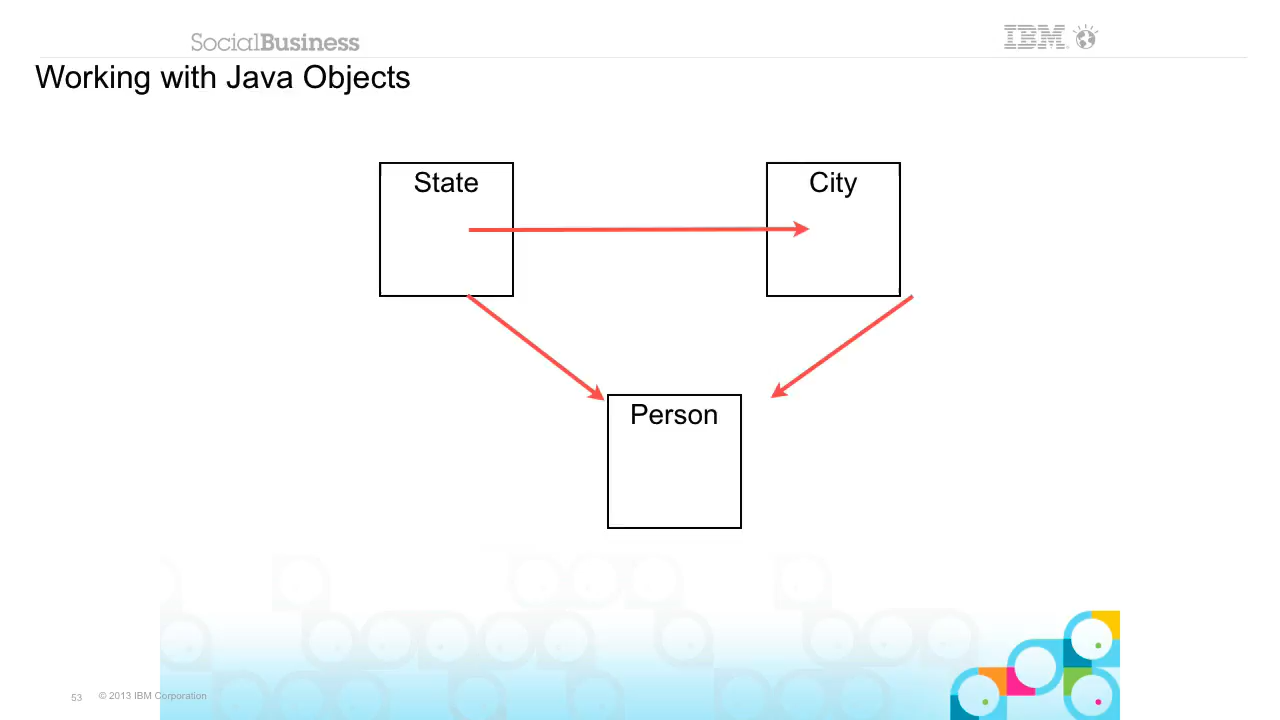 SocialBusiness
IBM
Working with Java Objects
State
City
Person
53
© 2013 IBM Corporation